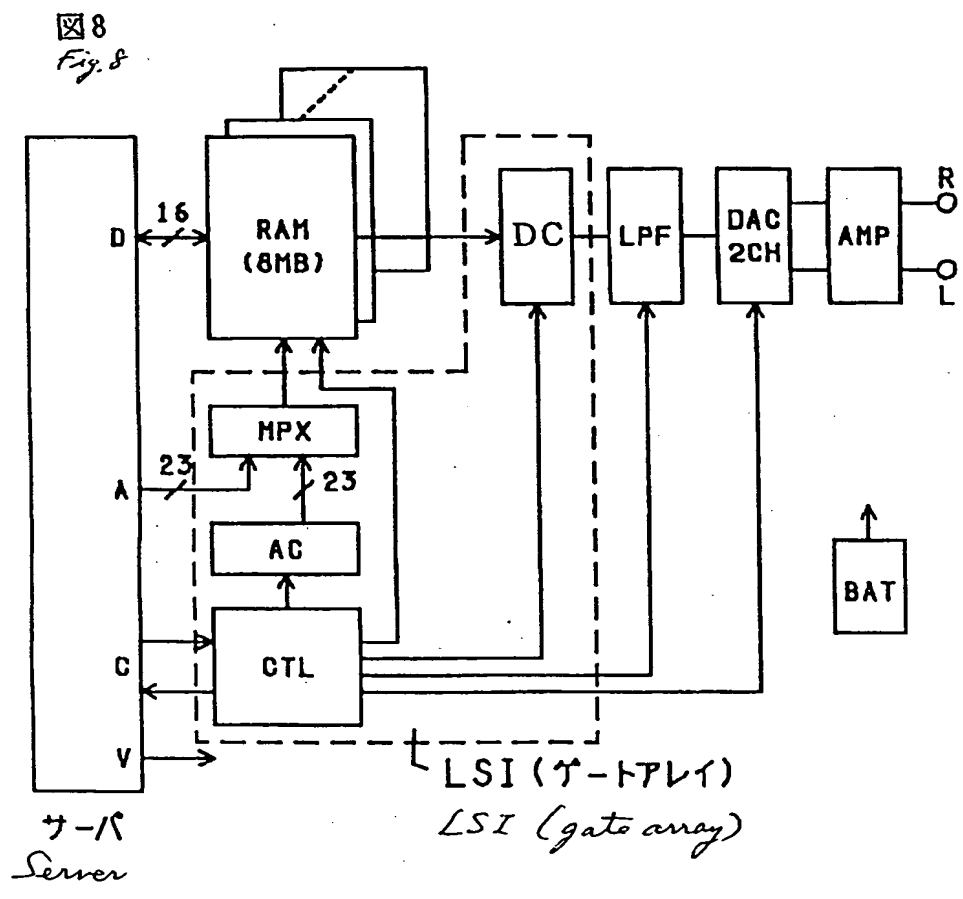 図8
Fig. 8
D
16
RAM
(8MB)
DC
LPF
DAC
2CH
AMP
R
L
MPX
A
23
23
AC
BAT
C
CTL
V
LSI(ゲートアレイ)
LSI (gate array)
サーバ
Server